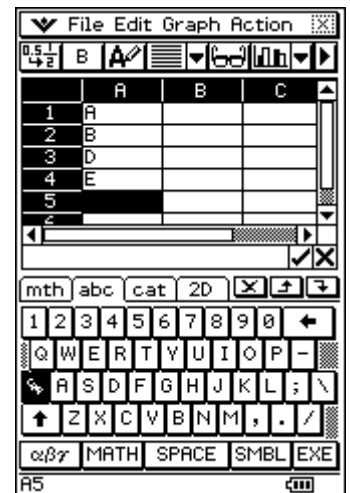 File Edit Graph Action
0.5 1 2 B A
A B C
1 A
2 B
3 D
4 E
5
mth abc cat 2D
1 2 3 4 5 6 7 8 9 0
Q W E R T Y U I O P -
A S D F G H J K L ; \
Z X C V B N M , . /
αβγ MATH SPACE SMBL EXE
A5